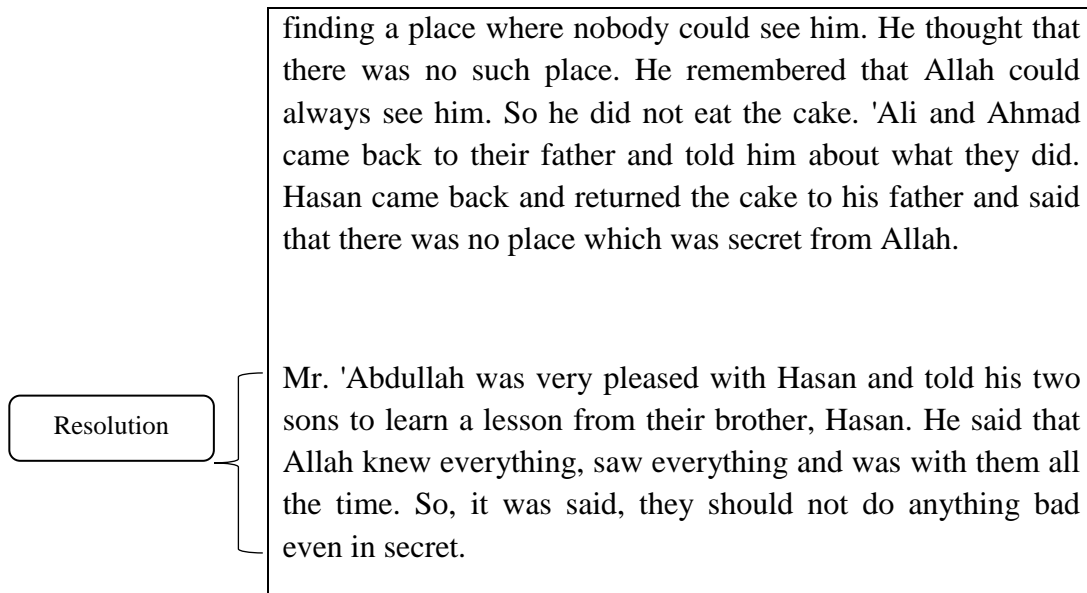 finding a place where nobody could see him. He thought that
there was no such place. He remembered that Allah could
always see him. So he did not eat the cake. 'Ali and Ahmad
came back to their father and told him about what they did.
Hasan came back and returned the cake to his father and said
that there was no place which was secret from Allah.
Resolution
Mr. 'Abdullah was very pleased with Hasan and told his two
sons to learn a lesson from their brother, Hasan. He said that
Allah knew everything, saw everything and was with them all
the time. So, it was said, they should not do anything bad
even in secret.